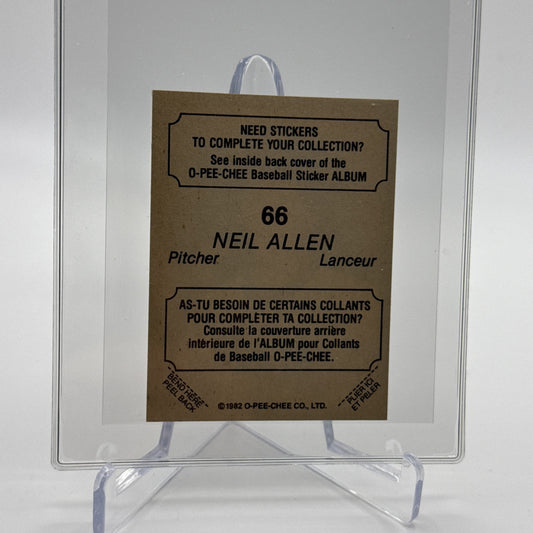 NEED STICKERS
TO COMPLETE YOUR COLLECTION?
See inside back cover of the
O-PEE-CHEE Baseball Sticker ALBUM
66
NEIL ALLEN
Pitcher Lanceur
AS-TU BESOIN DE CERTAINS COLLANTS
POUR COMPLÈTER TA COLLECTION?
Consulte la couverture arrière
intérieure de l'ALBUM pour Collants
de Baseball O-PEE-CHEE.
BEND HERE
PEEL BACK
PLIER ICI
ET PELER
©1982 O-PEE-CHEE CO., LTD.